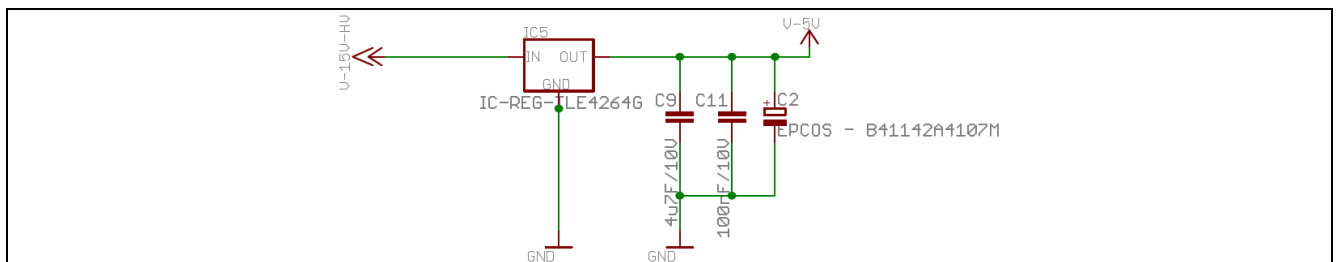 V-15V-HV
IC5
IN OUT
GND
IC-REG-TLE4264G
V-5V
C9
C11
C2
+
EPCOS - B41142A4107M
4u7F/10V
100nF/10V
GND
GND